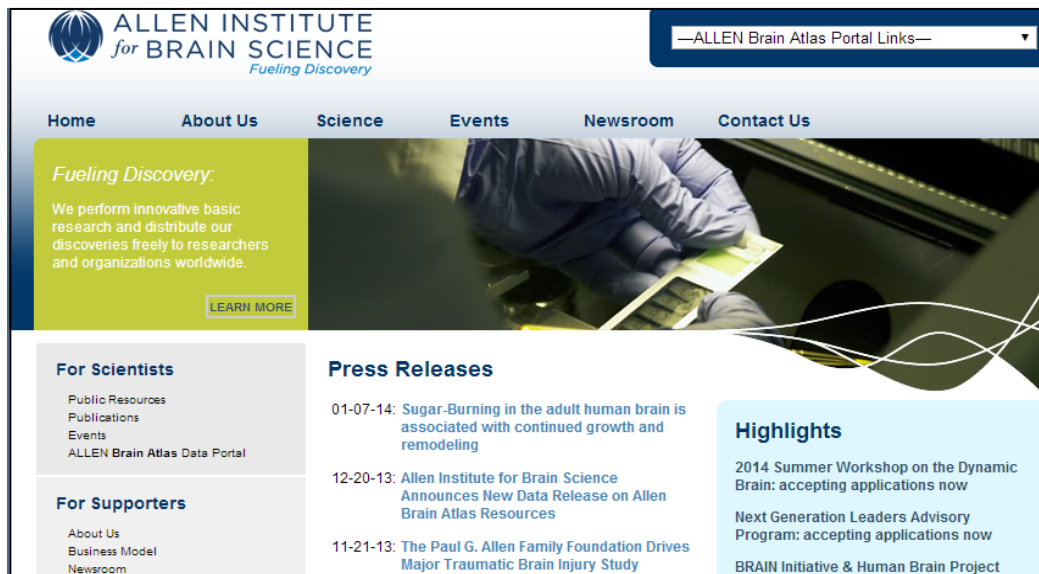 ALLEN INSTITUTE
for BRAIN SCIENCE
Fueling Discovery
—ALLEN Brain Atlas Portal Links—
Home About Us Science Events Newsroom Contact Us
Fueling Discovery:
We perform innovative basic
research and distribute our
discoveries freely to researchers
and organizations worldwide.
LEARN MORE
For Scientists
Public Resources
Publications
Events
ALLEN Brain Atlas Data Portal
For Supporters
About Us
Business Model
Newsroom
Press Releases
01-07-14: Sugar-Burning in the adult human brain is
associated with continued growth and
remodeling
12-20-13: Allen Institute for Brain Science
Announces New Data Release on Allen
Brain Atlas Resources
11-21-13: The Paul G. Allen Family Foundation Drives
Major Traumatic Brain Injury Study
Highlights
2014 Summer Workshop on the Dynamic
Brain: accepting applications now
Next Generation Leaders Advisory
Program: accepting applications now
BRAIN Initiative & Human Brain Project